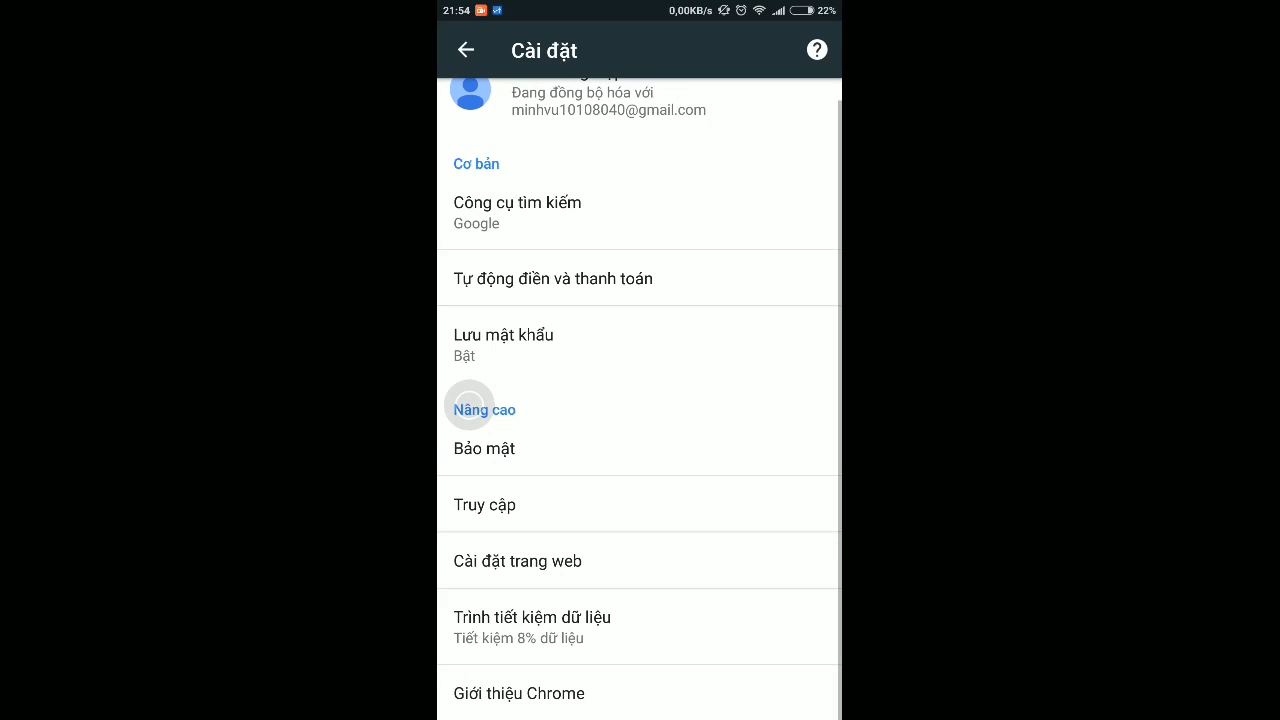 21:54
0,00KB/s
22%
Cài đặt
Đang đồng bộ hóa với
minhvu10108040@gmail.com
Cơ bản
Công cụ tìm kiếm
Google
Tự động điền và thanh toán
Lưu mật khẩu
Bật
Nâng cao
Bảo mật
Truy cập
Cài đặt trang web
Trình tiết kiệm dữ liệu
Tiết kiệm 8% dữ liệu
Giới thiệu Chrome